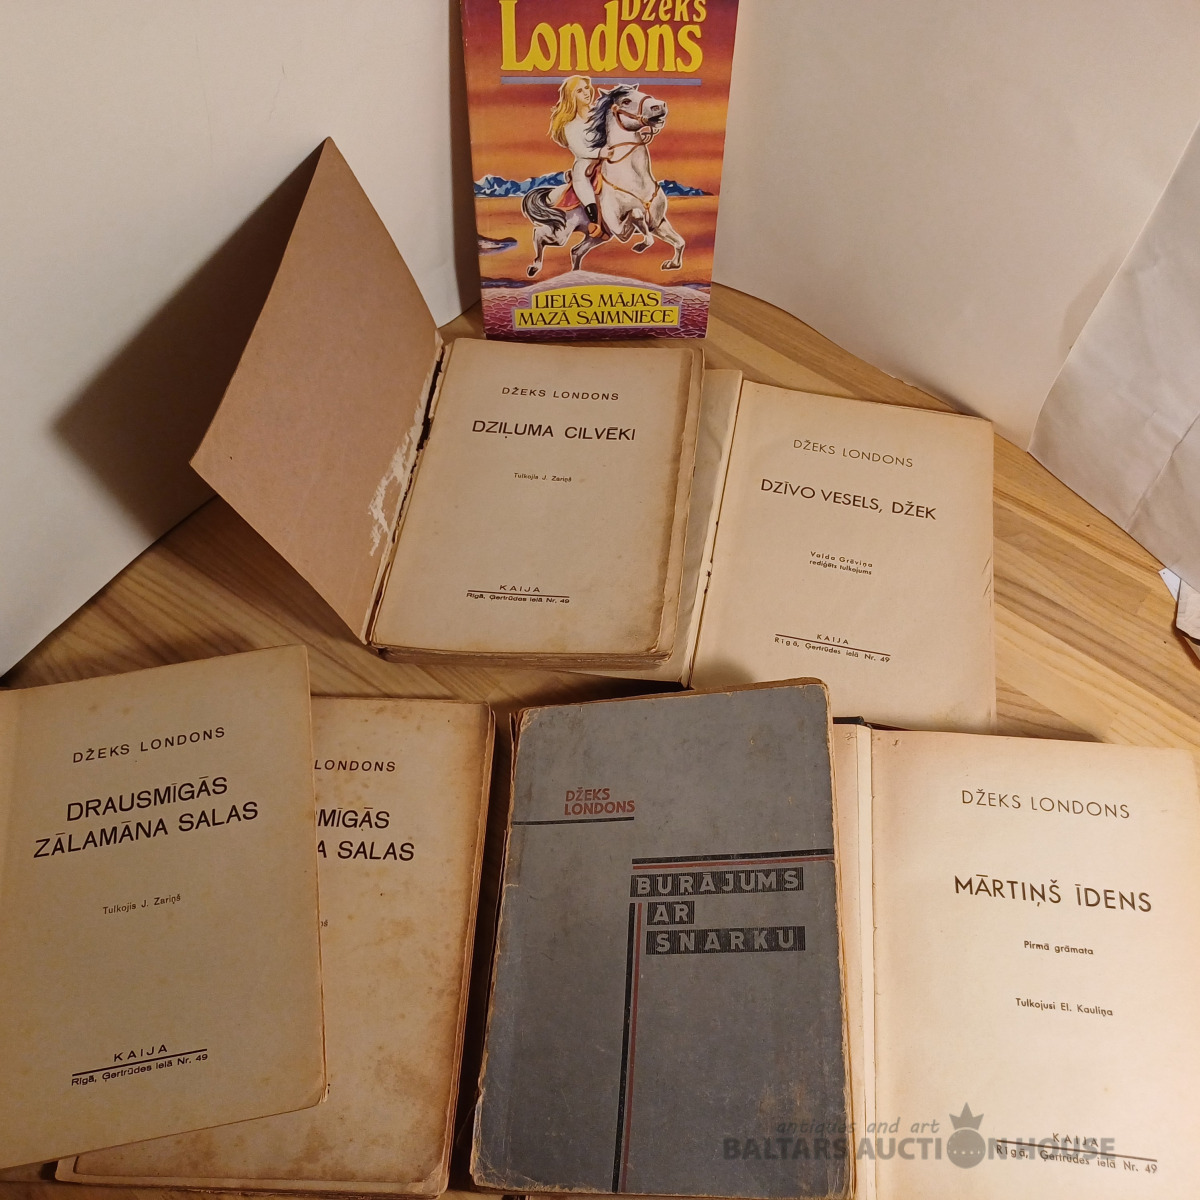 Džeks
Londons
LIELĀS MĀJAS
MAZĀ SAIMNIECE
DŽEKS LONDONS
DZIĻUMA CILVĒKI
Tulkojis J. Zariņš
KAIJA
Rīgā, Ģertrūdes ielā Nr. 49
DŽEKS LONDONS
DZĪVO VESELS, DŽEK
Valda Grēviņa
rediģēts tulkojums
KAIJA
Rīgā, Ģertrūdes ielā Nr. 49
DŽEKS LONDONS
DRAUSMĪGĀS
ZĀLAMĀNA SALAS
Tulkojis J. Zariņš
KAIJA
Rīgā, Ģertrūdes ielā Nr. 49
LONDONS
MĪGĀS
A SALAS
DŽEKS
LONDONS
BURĀJUMS
AR
SNARKU
DŽEKS LONDONS
MĀRTIŅŠ ĪDENS
Pirmā grāmata
Tulkojusi El. Kauliņa
KAIJA
Rīgā, Ģertrūdes ielā Nr. 49
antiques and art
BALTARS AUCTION HOUSE